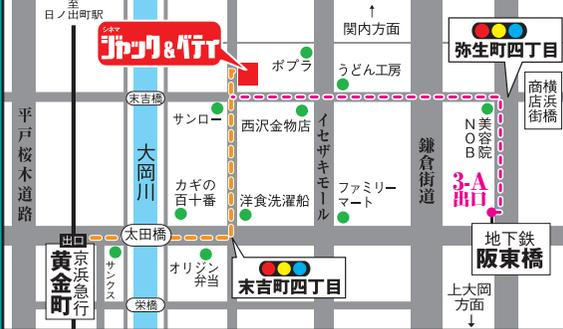 至
日ノ出町駅
シネマ
ジャック&ベティ
↑
関内方面
弥生町四丁目
ポプラ
うどん工房
末吉橋
サンロー
西沢金物店
横浜橋
商店街
平戸桜木道路
大岡川
イセザキモール
鎌倉街道
美容院
NOB
3-A
出口
カギの
百十番
洋食洗濯船
ファミリー
マート
出口
太田橋
京浜急行
黄金町
サンクス
オリジン
弁当
末吉町四丁目
地下鉄
阪東橋
栄橋
上大岡
方面
↓